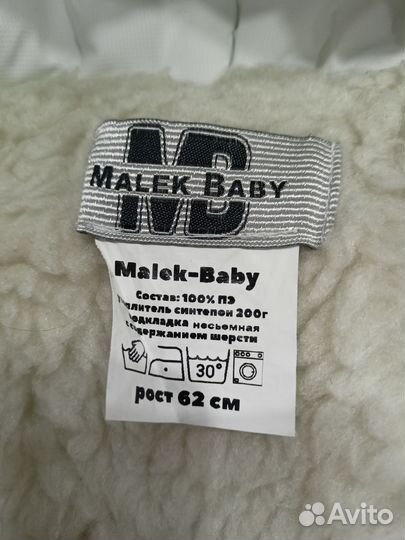 MB
MALEK BABY
Malek-Baby
Состав: 100% ПЭ
утеплитель синтепон 200г
подкладка несъемная
с содержанием шерсти
30°
рост 62 см
Avito